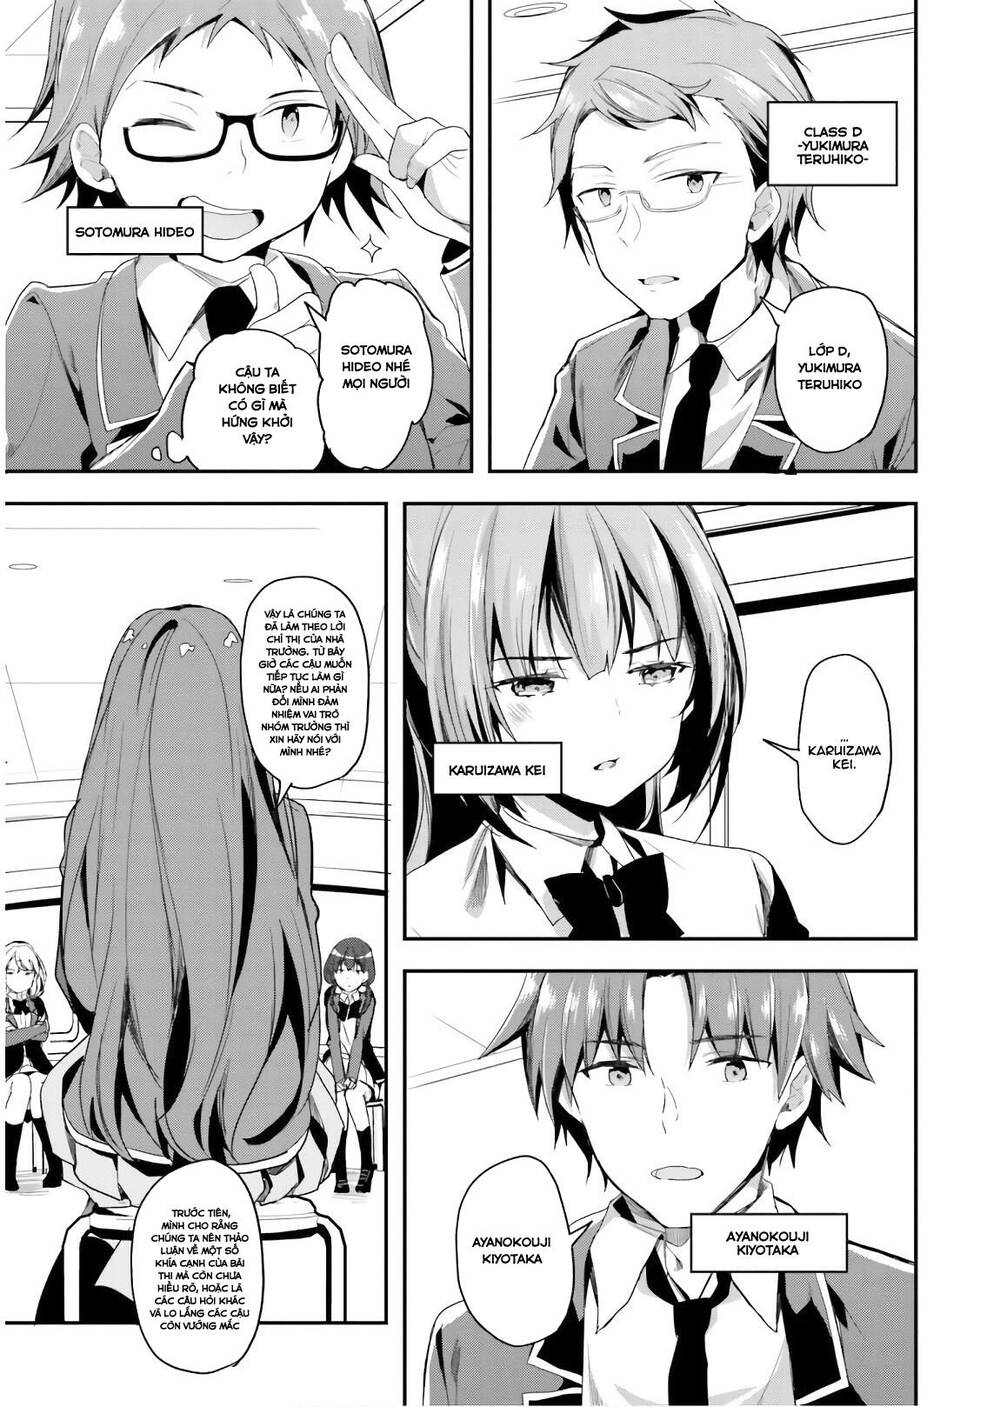 CLASS D
-YUKIMURA
TERUHIKO-
LỚP D,
YUKIMURA
TERUHIKO
SOTOMURA HIDEO
SOTOMURA
HIDEO NHÉ
MỌI NGƯỜI
CẬU TA
KHÔNG BIẾT
CÓ GÌ MÀ
HỨNG KHỞI
VẬY?
...
KARUIZAWA
KEI.
KARUIZAWA KEI
AYANOKOUJI
KIYOTAKA
AYANOKOUJI
KIYOTAKA
VẬY LÀ CHÚNG TA
ĐÃ LÀM THEO LỜI
CHỈ THỊ CỦA NHÀ
TRƯỜNG. TỪ BÂY
GIỜ CÁC CẬU MUỐN
TIẾP TỤC LÀM GÌ
NỮA? NẾU AI PHẢN
ĐỐI MÌNH ĐẢM
NHIỆM VAI TRÒ
NHÓM TRƯỞNG THÌ
XIN HÃY NÓI VỚI
MÌNH NHÉ?
TRƯỚC TIÊN,
MÌNH CHO RẰNG
CHÚNG TA NÊN THẢO
LUẬN VỀ MỘT SỐ
KHÍA CẠNH CỦA BÀI
THI MÀ CÒN CHƯA
HIỂU RÕ, HOẶC LÀ
CÁC CÂU HỎI KHÁC
VÀ LO LẮNG CÁC CẬU
CÒN VƯỚNG MẮC